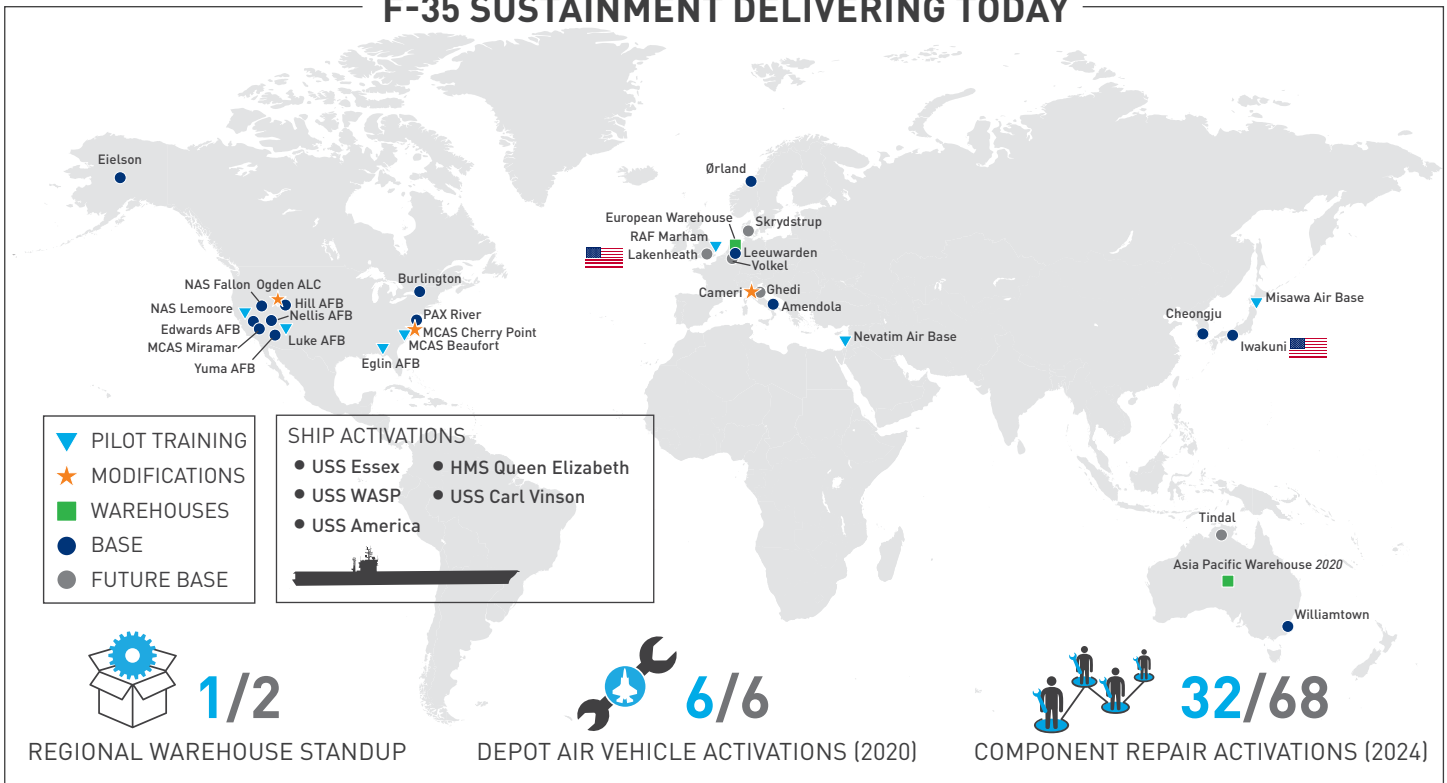 F-35 SUSTAINMENT DELIVERING TODAY
Eielson
Ørland
European Warehouse
Skrydstrup
RAF Marham
Lakenheath
Leeuwarden
Volkel
NAS Fallon
Ogden ALC
Burlington
Cameri
Ghedi
Amendola
NAS Lemoore
Hill AFB
Nellis AFB
PAX River
Misawa Air Base
Edwards AFB
MCAS Cherry Point
Cheongju
MCAS Miramar
Luke AFB
MCAS Beaufort
Nevatim Air Base
Iwakuni
Yuma AFB
Eglin AFB
PILOT TRAINING
MODIFICATIONS
WAREHOUSES
BASE
FUTURE BASE
SHIP ACTIVATIONS
USS Essex
USS WASP
USS America
HMS Queen Elizabeth
USS Carl Vinson
Tindal
Asia Pacific Warehouse 2020
Williamtown
1/2
REGIONAL WAREHOUSE STANDUP
6/6
DEPOT AIR VEHICLE ACTIVATIONS (2020)
32/68
COMPONENT REPAIR ACTIVATIONS (2024)